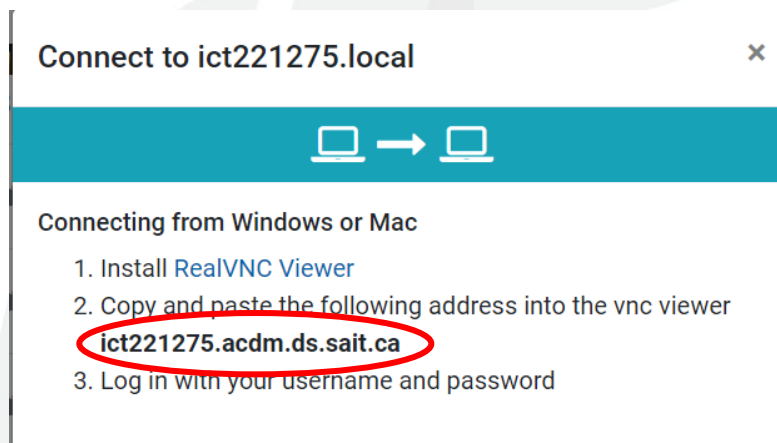 Connect to ict221275.local ×
Connecting from Windows or Mac
1. Install RealVNC Viewer
2. Copy and paste the following address into the vnc viewer
ict221275.acdm.ds.sait.ca
3. Log in with your username and password